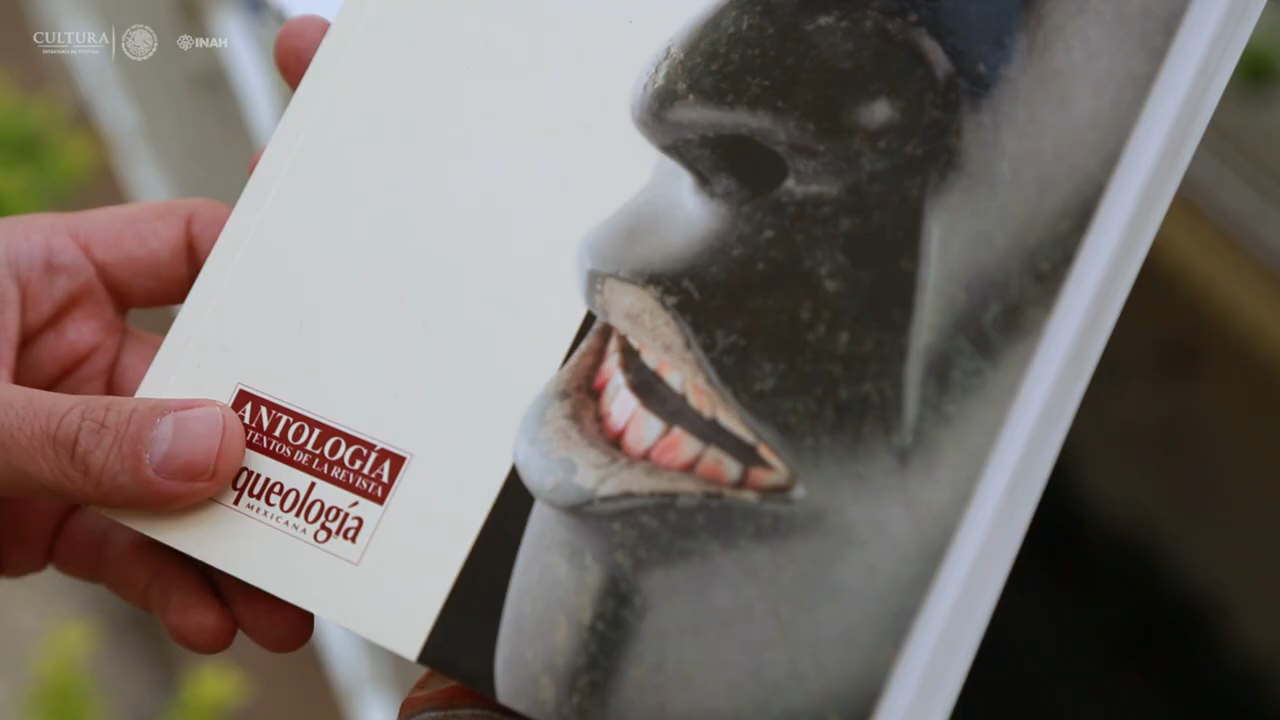 CULTURA
SECRETARÍA DE CULTURA
INAH
ANTOLOGÍA
TEXTOS DE LA REVISTA
queología
MEXICANA